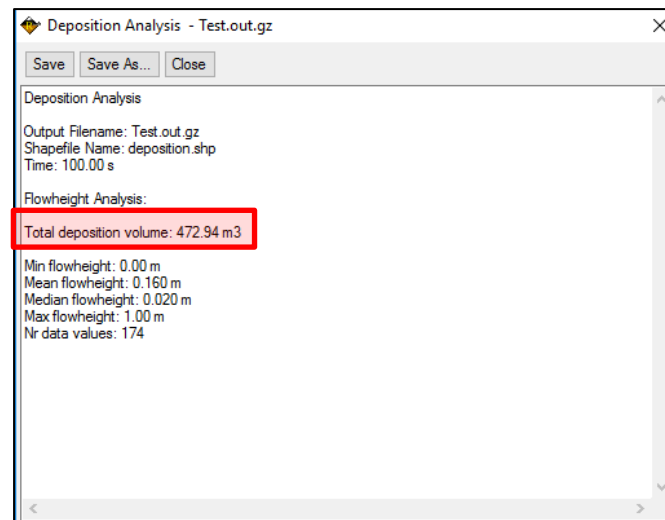 Deposition Analysis - Test.out.gz
Save Save As... Close
Deposition Analysis
Output Filename: Test.out.gz
Shapefile Name: deposition.shp
Time: 100.00 s
Flowheight Analysis:
Total deposition volume: 472.94 m3
Min flowheight: 0.00 m
Mean flowheight: 0.160 m
Median flowheight: 0.020 m
Max flowheight: 1.00 m
Nr data values: 174